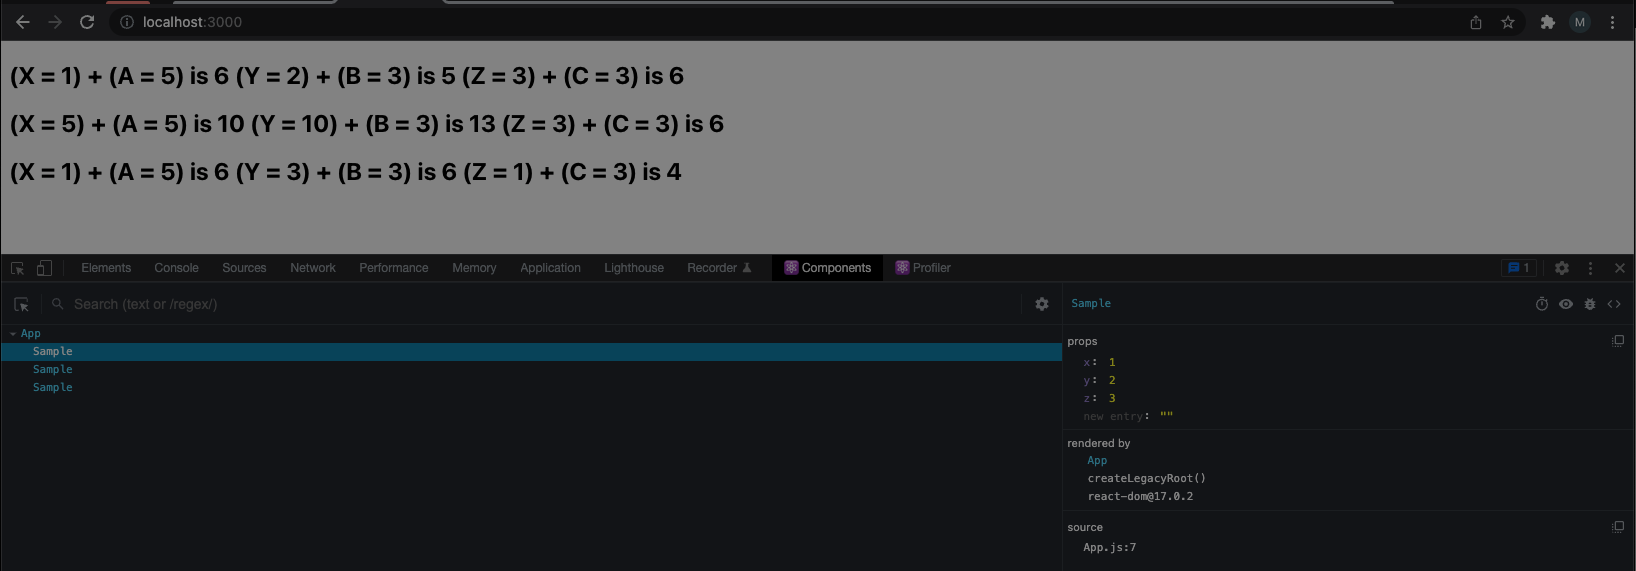 localhost:3000
M
(X = 1) + (A = 5) is 6 (Y = 2) + (B = 3) is 5 (Z = 3) + (C = 3) is 6
(X = 5) + (A = 5) is 10 (Y = 10) + (B = 3) is 13 (Z = 3) + (C = 3) is 6
(X = 1) + (A = 5) is 6 (Y = 3) + (B = 3) is 6 (Z = 1) + (C = 3) is 4
Elements Console Sources Network Performance Memory Application Lighthouse Recorder Components Profiler 1
Search (text or /regex/)
App
Sample
Sample
Sample
Sample
props
x: 1
y: 2
z: 3
new entry: ""
rendered by
App
createLegacyRoot()
react-dom@17.0.2
source
App.js:7